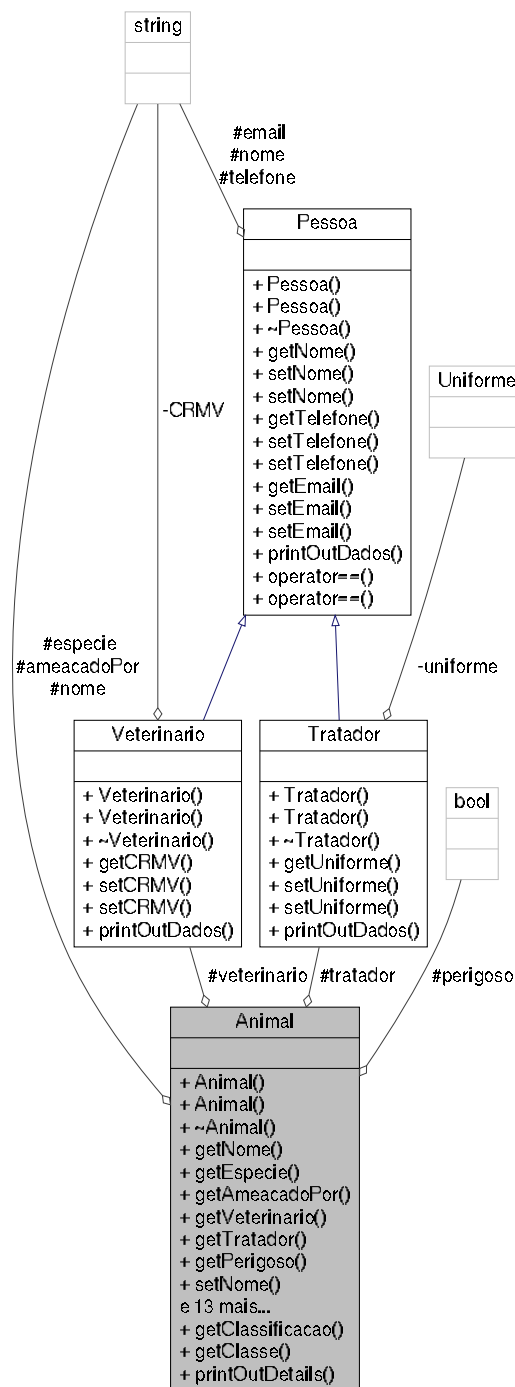 string
#email
#nome
#telefone
Pessoa
+ Pessoa()
+ Pessoa()
+ ~Pessoa()
+ getNome()
+ setNome()
+ setNome()
+ getTelefone()
+ setTelefone()
+ setTelefone()
+ getEmail()
+ setEmail()
+ setEmail()
+ printOutDados()
+ operator==()
+ operator==()
Uniforme
-CRMV
#especie
#ameacadoPor
#nome
-uniforme
Veterinario
+ Veterinario()
+ Veterinario()
+ ~Veterinario()
+ getCRMV()
+ setCRMV()
+ setCRMV()
+ printOutDados()
Tratador
+ Tratador()
+ Tratador()
+ ~Tratador()
+ getUniforme()
+ setUniforme()
+ setUniforme()
+ printOutDados()
bool
#veterinario
#tratador
#perigoso
Animal
+ Animal()
+ Animal()
+ ~Animal()
+ getNome()
+ getEspecie()
+ getAmeacadoPor()
+ getVeterinario()
+ getTratador()
+ getPerigoso()
+ setNome()
e 13 mais...
+ getClassificacao()
+ getClasse()
+ printOutDetails()